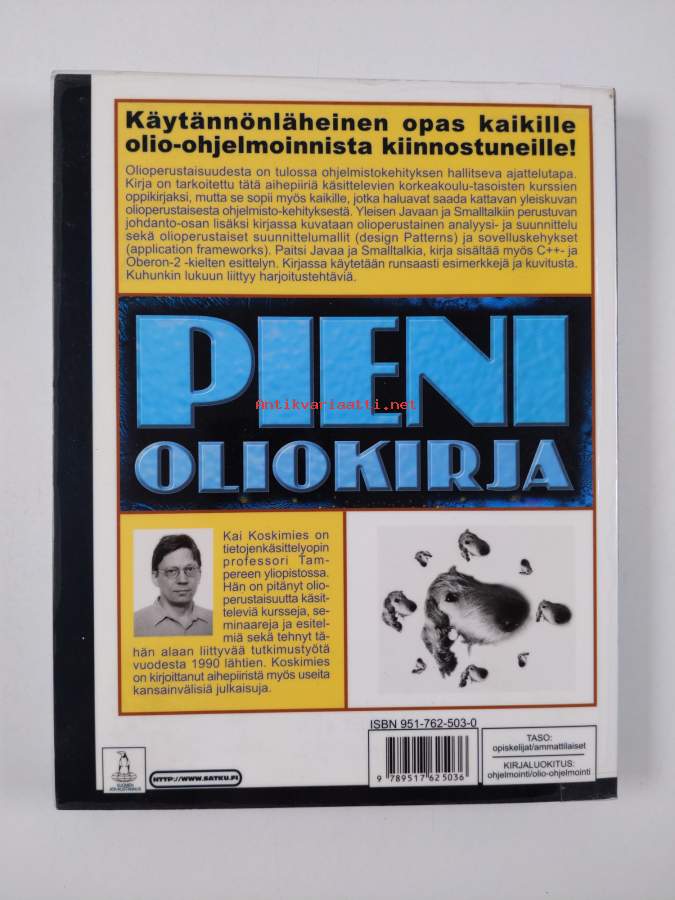 Käytännönläheinen opas kaikille
olio-ohjelmoinnista kiinnostuneille!
Olioperustaisuudesta on tulossa ohjelmistokehityksen hallitseva ajattelutapa.
Kirja on tarkoitettu tätä aihepiiriä käsittelevien korkeakoulu-tasoisten kurssien
oppikirjaksi, mutta se sopii myös kaikille, jotka haluavat saada kattavan yleiskuvan
olioperustaisesta ohjelmisto-kehityksestä. Yleisen Javaan ja Smalltalkiin perustuvan
johdanto-osan lisäksi kirjassa kuvataan olioperustainen analyysi- ja suunnittelu
sekä olioperustaiset suunnittelumallit (design Patterns) ja sovelluskehykset
(application frameworks). Paitsi Javaa ja Smalltalkia, kirja sisältää myös C++- ja
Oberon-2 -kielten esittelyn. Kirjassa käytetään runsaasti esimerkkejä ja kuvitusta.
Kuhunkin lukuun liittyy harjoitustehtäviä.
PIENI
Antikvariaatti.net
OLIOKIRJA
Kai Koskimies on
tietojenkäsittelyopin
professori Tam-
pereen yliopistossa.
Hän on pitänyt olio-
perustaisuutta käsit-
televiä kursseja, se-
minaareja ja esitel-
miä sekä tehnyt tä-
hän alaan liittyvää tutkimustyötä
vuodesta 1990 lähtien. Koskimies
on kirjoittanut aihepiiristä myös useita
kansainvälisiä julkaisuja.
ISBN 951-762-503-0
9 789517 625036
TASO:
opiskelijat/ammattilaiset
KIRJALUOKITUS:
ohjelmointi/olio-ohjelmointi
HTTP://WWW.SATKU.FI
SUOMEN
ATK-KUSTANNUS